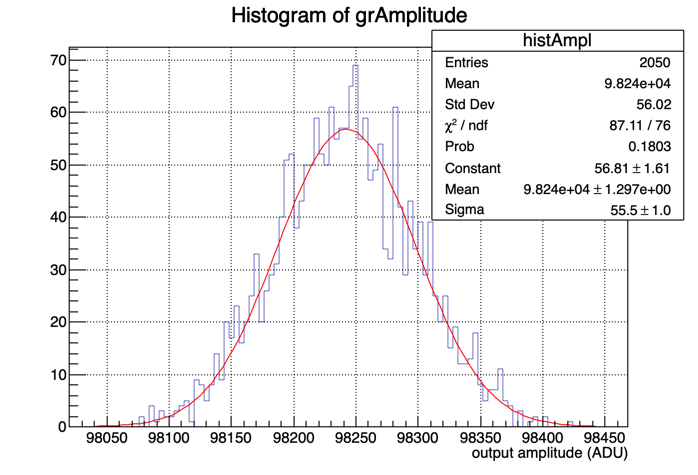 Histogram of grAmplitude
histAmpl
Entries 2050
Mean 9.824e+04
Std Dev 56.02
χ² / ndf 87.11 / 76
Prob 0.1803
Constant 56.81 ± 1.61
Mean 9.824e+04 ± 1.297e+00
Sigma 55.5 ± 1.0
70
60
50
40
30
20
10
0
98050 98100 98150 98200 98250 98300 98350 98400 98450
output amplitude (ADU)